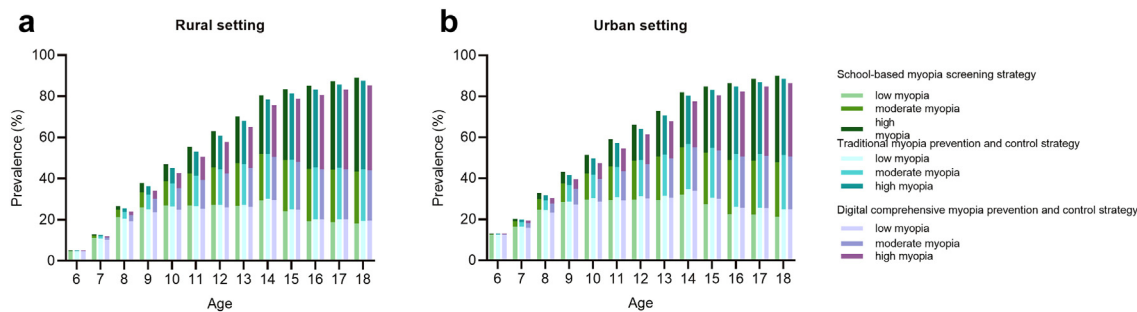 a
Rural setting
Prevalence (%)
100
80
60
40
20
0
6 7 8 9 10 11 12 13 14 15 16 17 18
Age
b
Urban setting
Prevalence (%)
100
80
60
40
20
0
6 7 8 9 10 11 12 13 14 15 16 17 18
Age
School-based myopia screening strategy
low myopia
moderate myopia
high
myopia
Traditional myopia prevention and control strategy
low myopia
moderate myopia
high myopia
Digital comprehensive myopia prevention and control strategy
low myopia
moderate myopia
high myopia